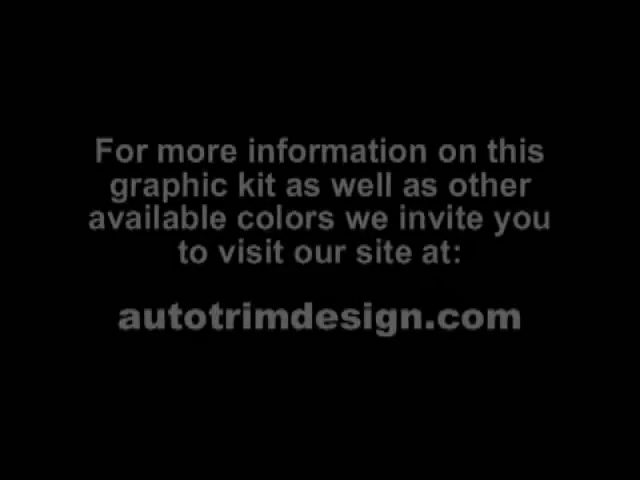 For more information on this
graphic kit as well as other
available colors we invite you
to visit our site at:
autotrimdesign.com